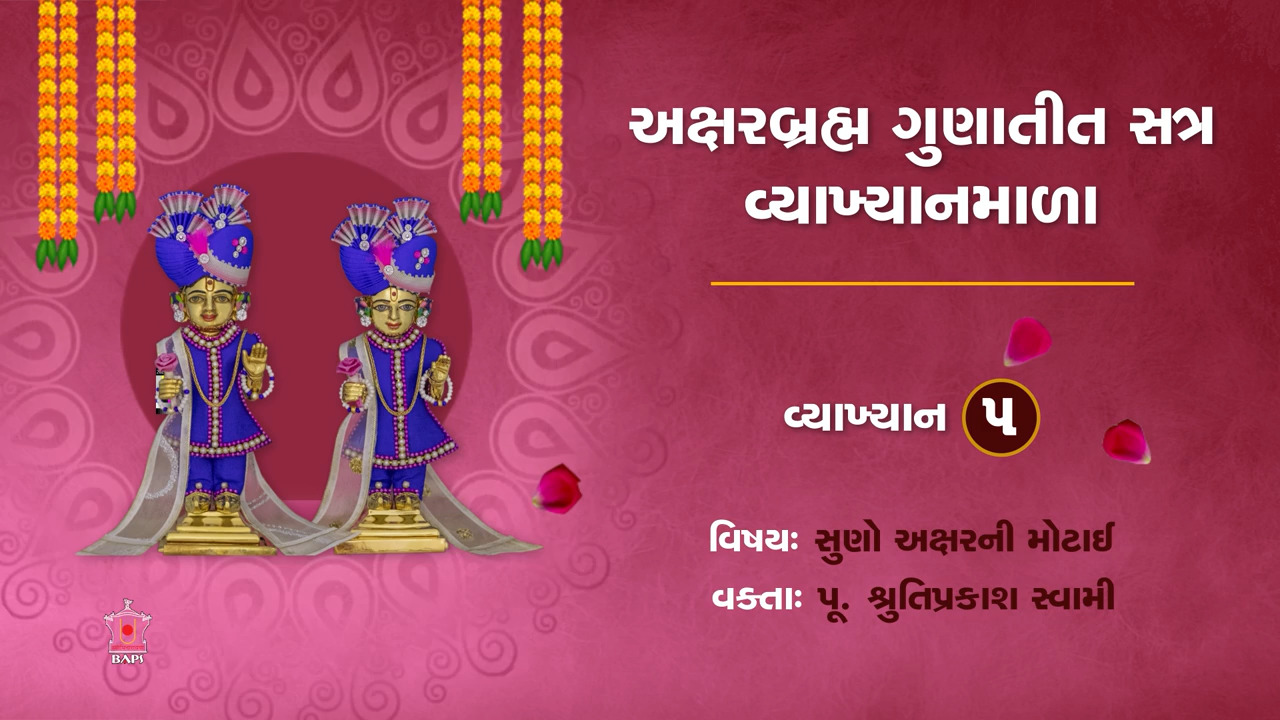 અક્ષરબ્રહ્મ ગુણાતીત સત્ર
વ્યાખ્યાનમાળા
વ્યાખ્યાન ૫
વિષયઃ સુણો અક્ષરની મોટાઈ
વક્તાઃ પૂ. શ્રુતિપ્રકાશ સ્વામી
BAPS